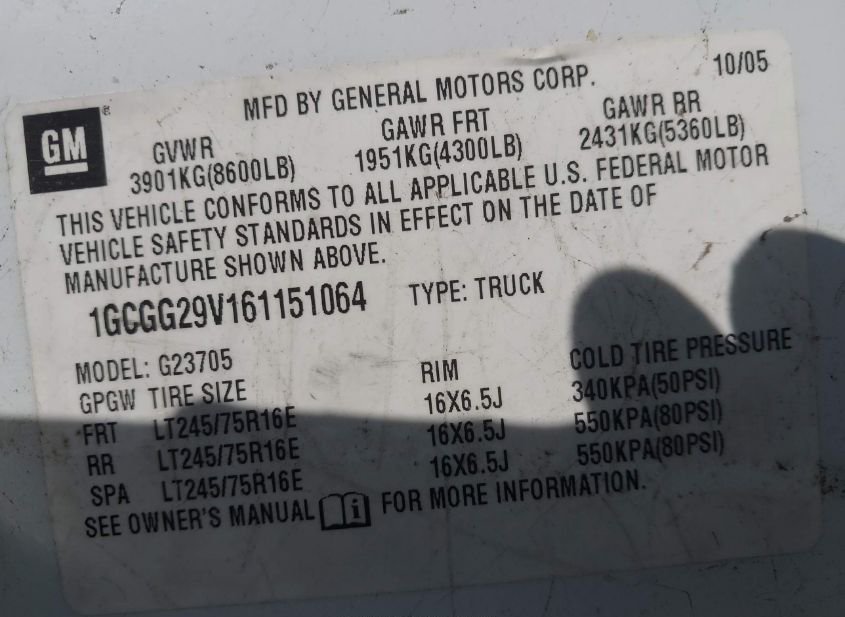 MFD BY GENERAL MOTORS CORP. 10/05
GM ®
GVWR GAWR FRT GAWR RR
3901KG(8600LB) 1951KG(4300LB) 2431KG(5360LB)
THIS VEHICLE CONFORMS TO ALL APPLICABLE U.S. FEDERAL MOTOR
VEHICLE SAFETY STANDARDS IN EFFECT ON THE DATE OF
MANUFACTURE SHOWN ABOVE.
1GCGG29V161151064 TYPE: TRUCK
MODEL: G23705
GPGW TIRE SIZE RIM COLD TIRE PRESSURE
FRT LT245/75R16E 16X6.5J 340KPA(50PSI)
RR LT245/75R16E 16X6.5J 550KPA(80PSI)
SPA LT245/75R16E 16X6.5J 550KPA(80PSI)
SEE OWNER'S MANUAL i FOR MORE INFORMATION.